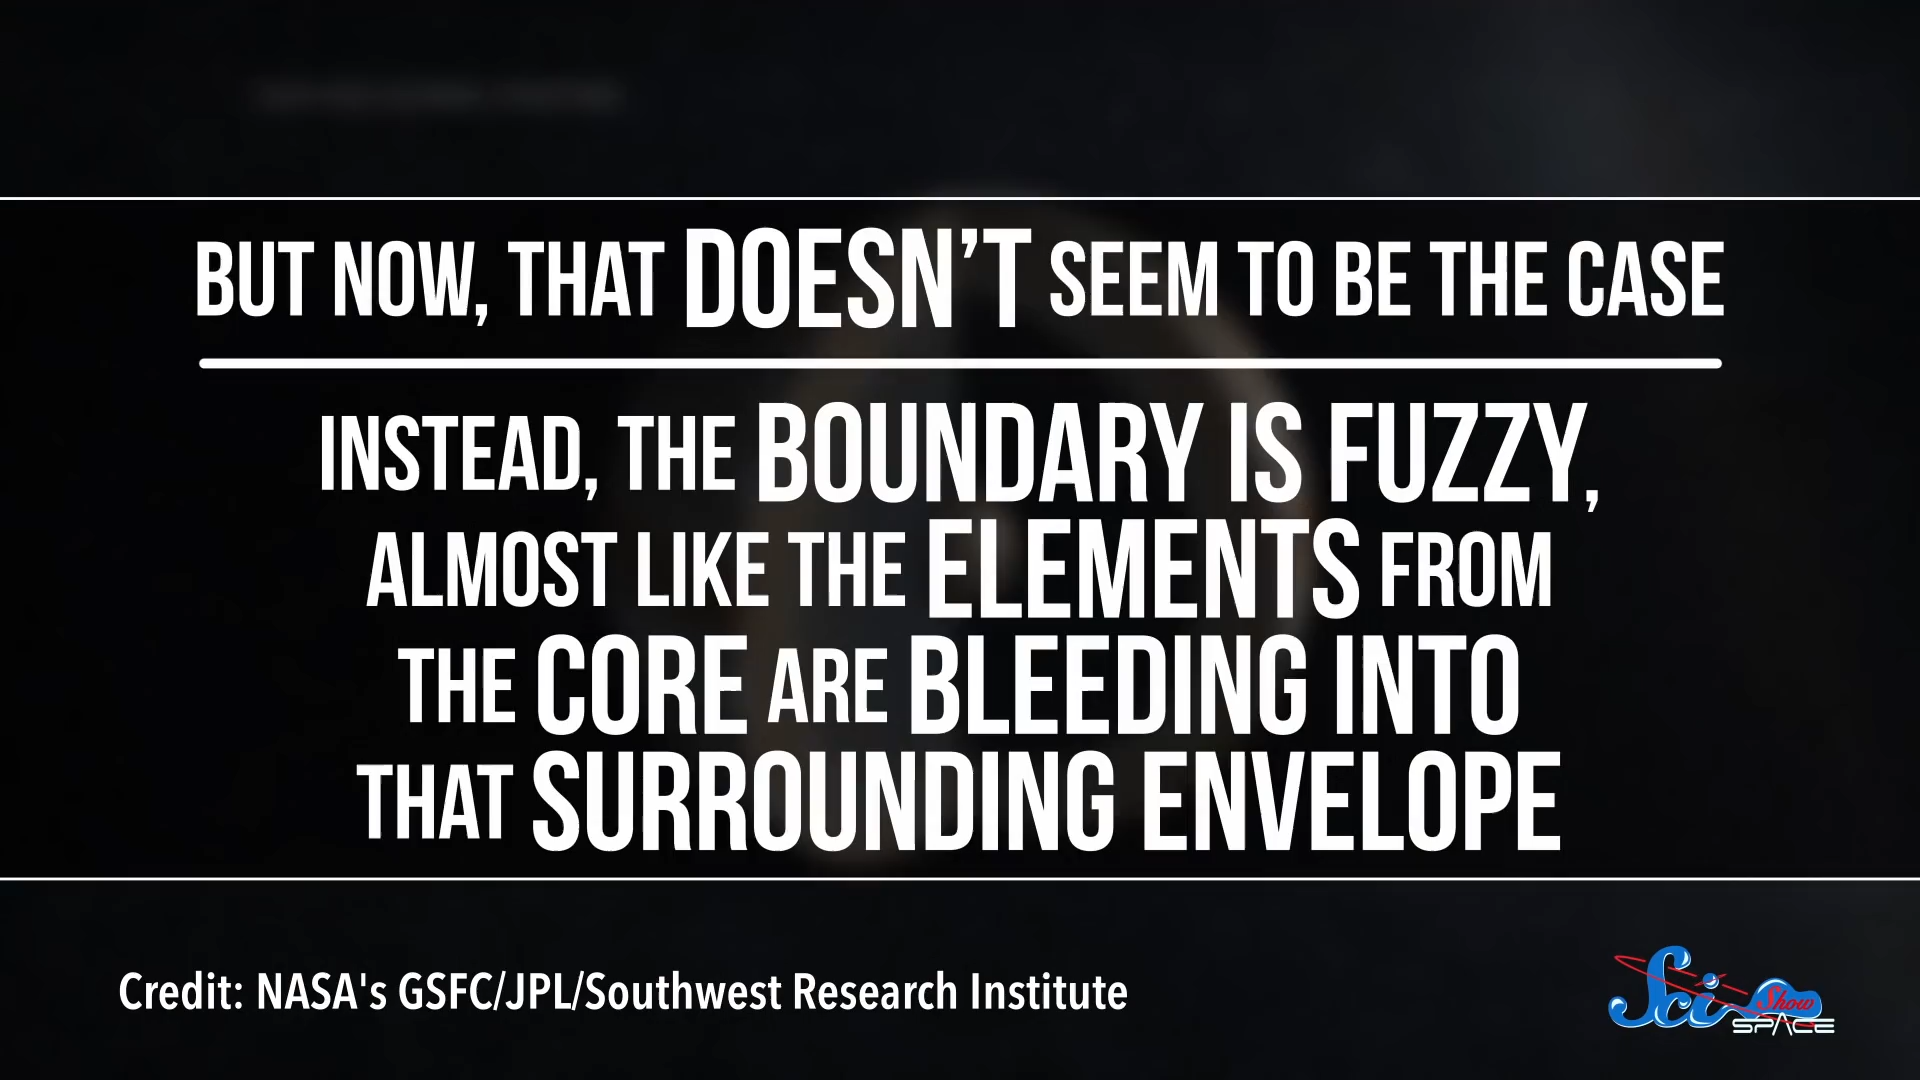 BUT NOW, THAT DOESN'T SEEM TO BE THE CASE
INSTEAD, THE BOUNDARY IS FUZZY,
ALMOST LIKE THE ELEMENTS FROM
THE CORE ARE BLEEDING INTO
THAT SURROUNDING ENVELOPE
Credit: NASA's GSFC/JPL/Southwest Research Institute
Sci Show
SPACE